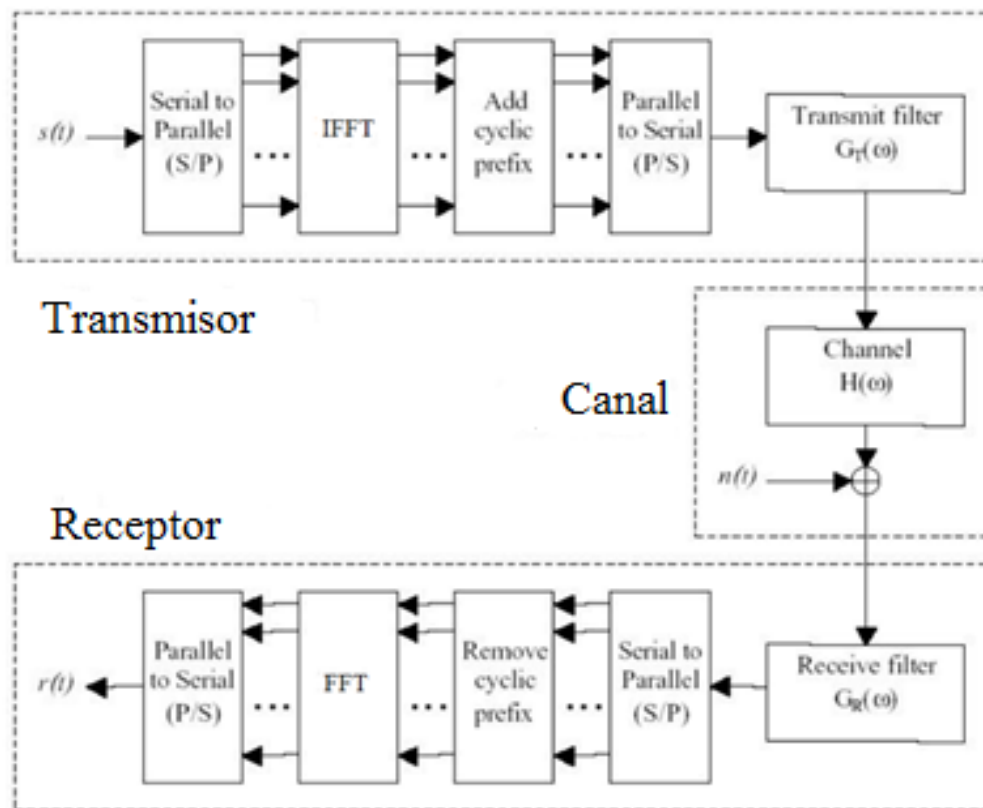 s(t)
Serial to
Parallel
(S/P)
...
IFFT
...
Add
cyclic
prefix
...
Parallel
to Serial
(P/S)
Transmit filter
G_T(ω)
Transmisor
Channel
H(ω)
Canal
n(t)
Receptor
r(t)
Parallel
to Serial
(P/S)
...
FFT
...
Remove
cyclic
prefix
...
Serial to
Parallel
(S/P)
Receive filter
G_R(ω)